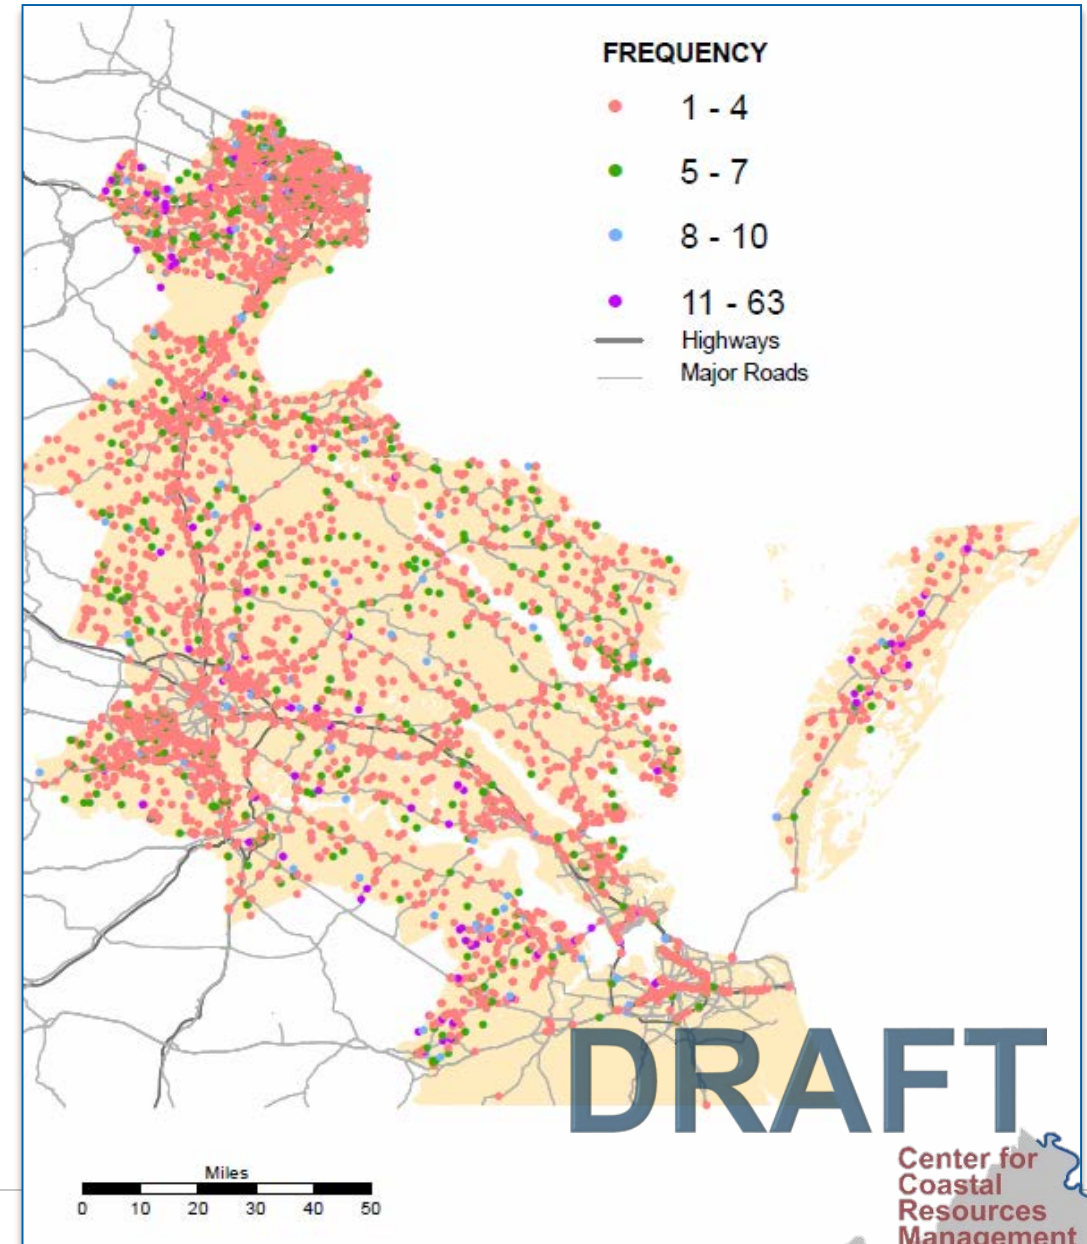 FREQUENCY
1 - 4
5 - 7
8 - 10
11 - 63
Highways
Major Roads
DRAFT
Miles
0 10 20 30 40 50
Center for
Coastal
Resources
Management